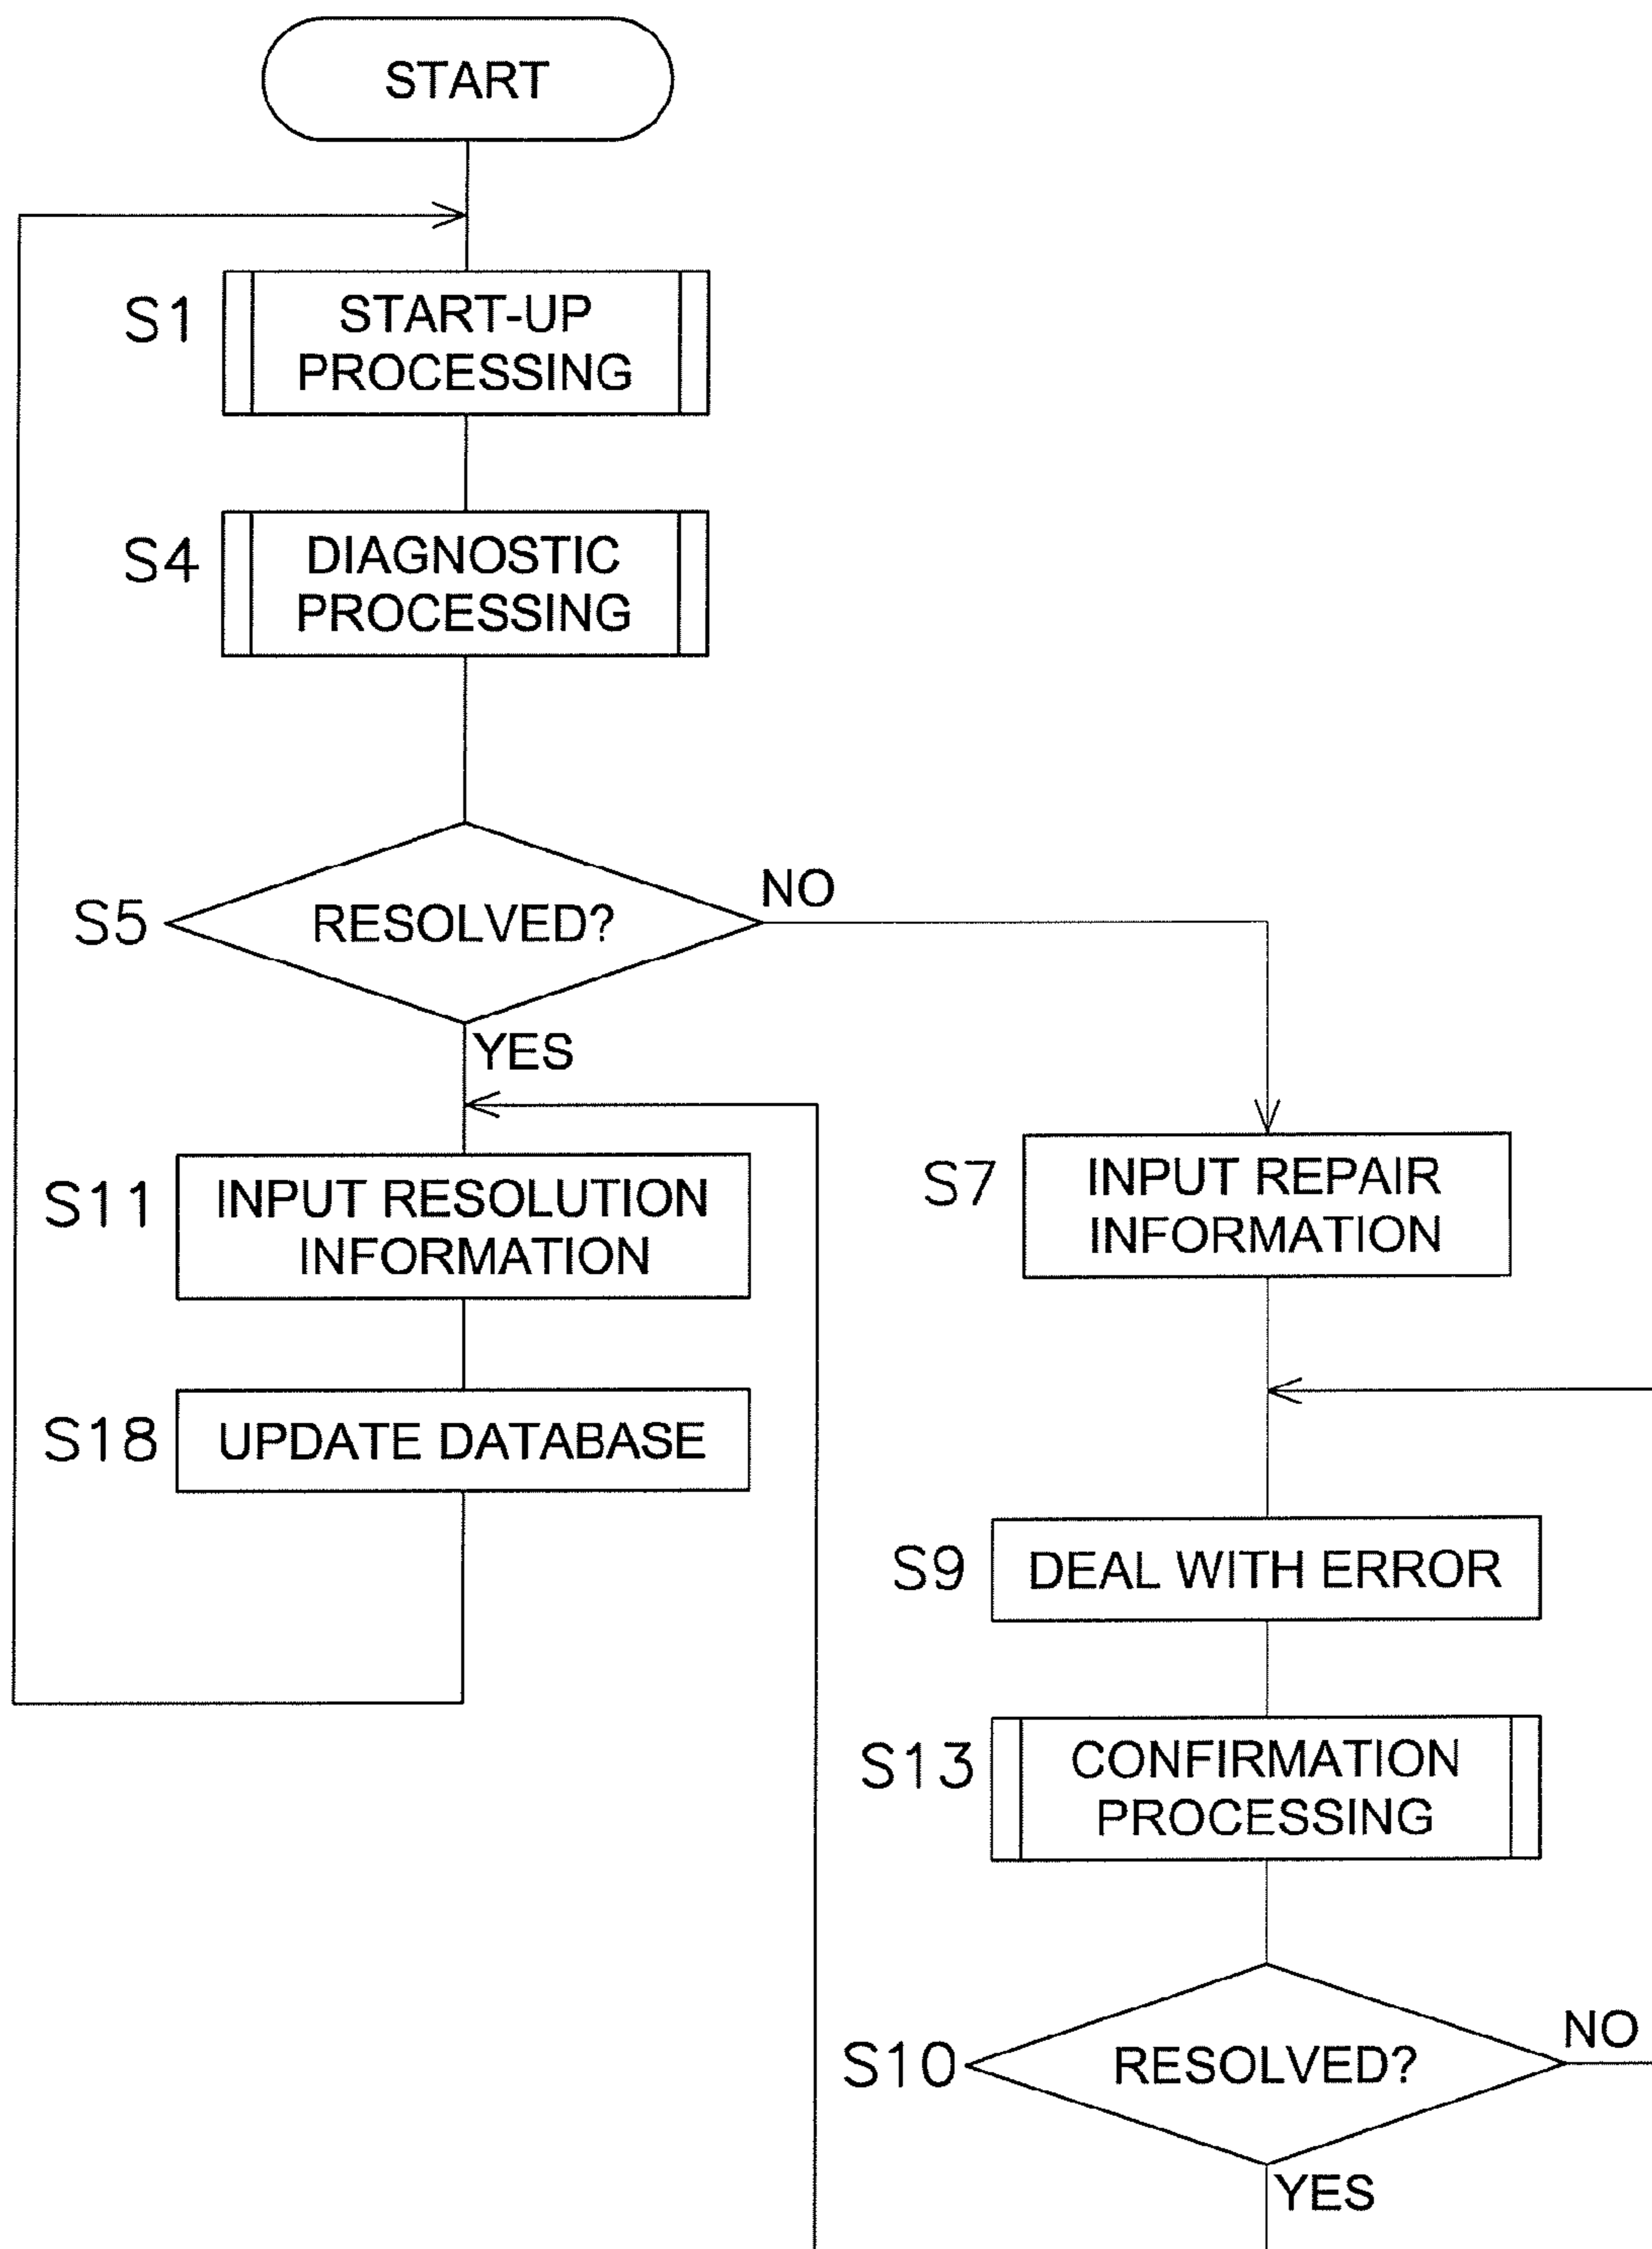 START
S1
START-UP
PROCESSING
S4
DIAGNOSTIC
PROCESSING
S5
RESOLVED?
NO
YES
S11
INPUT RESOLUTION
INFORMATION
S18
UPDATE DATABASE
S7
INPUT REPAIR
INFORMATION
S9
DEAL WITH ERROR
S13
CONFIRMATION
PROCESSING
S10
RESOLVED?
NO
YES